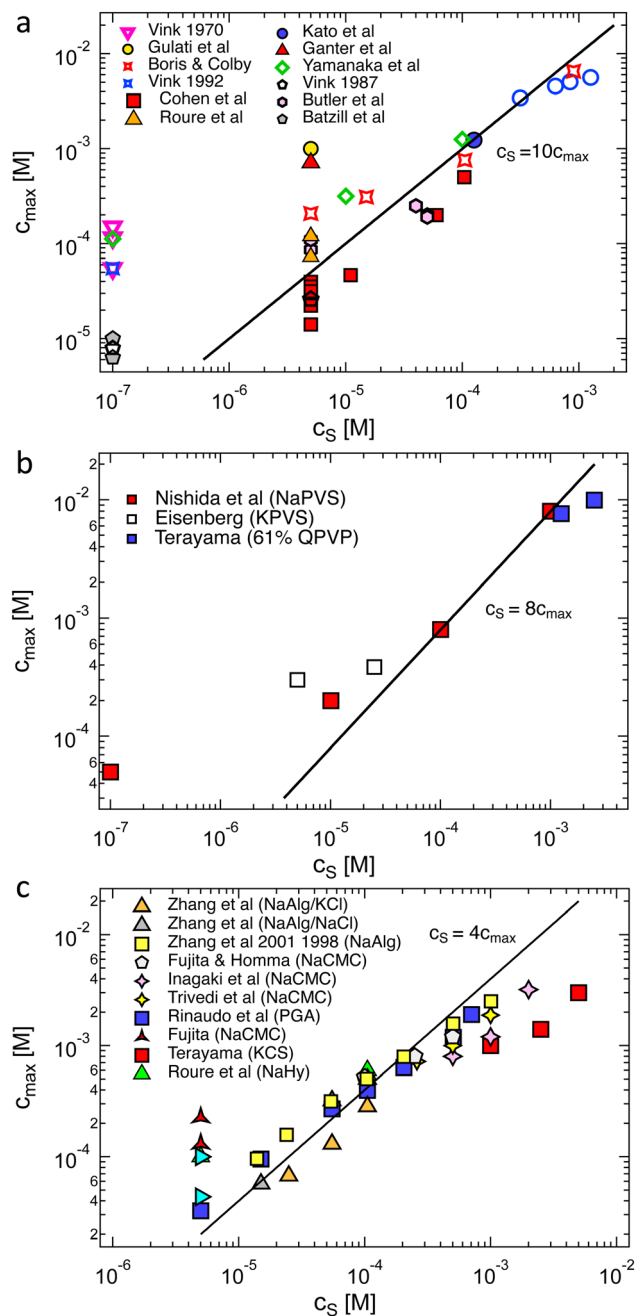 a
Vink 1970
Gulati et al
Boris & Colby
Vink 1992
Cohen et al
Roure et al
Kato et al
Ganter et al
Yamanaka et al
Vink 1987
Butler et al
Batzill et al
c_S =10c_max
c_max [M]
10^-2
10^-3
10^-4
10^-5
10^-7
10^-6
10^-5
10^-4
10^-3
c_S [M]
b
Nishida et al (NaPVS)
Eisenberg (KPVS)
Terayama (61% QPVP)
c_S = 8c_max
c_max [M]
2
10^-2
8
6
4
2
10^-3
8
6
4
2
10^-4
8
6
4
10^-7
10^-6
10^-5
10^-4
10^-3
c_S [M]
c
Zhang et al (NaAlg/KCl)
Zhang et al (NaAlg/NaCl)
Zhang et al 2001 1998 (NaAlg)
Fujita & Homma (NaCMC)
Inagaki et al (NaCMC)
Trivedi et al (NaCMC)
Rinaudo et al (PGA)
Fujita (NaCMC)
Terayama (KCS)
Roure et al (NaHy)
c_S = 4c_max
c_max [M]
2
10^-2
8
6
4
2
10^-3
8
6
4
2
10^-4
8
6
4
2
10^-6
10^-5
10^-4
10^-3
10^-2
c_S [M]